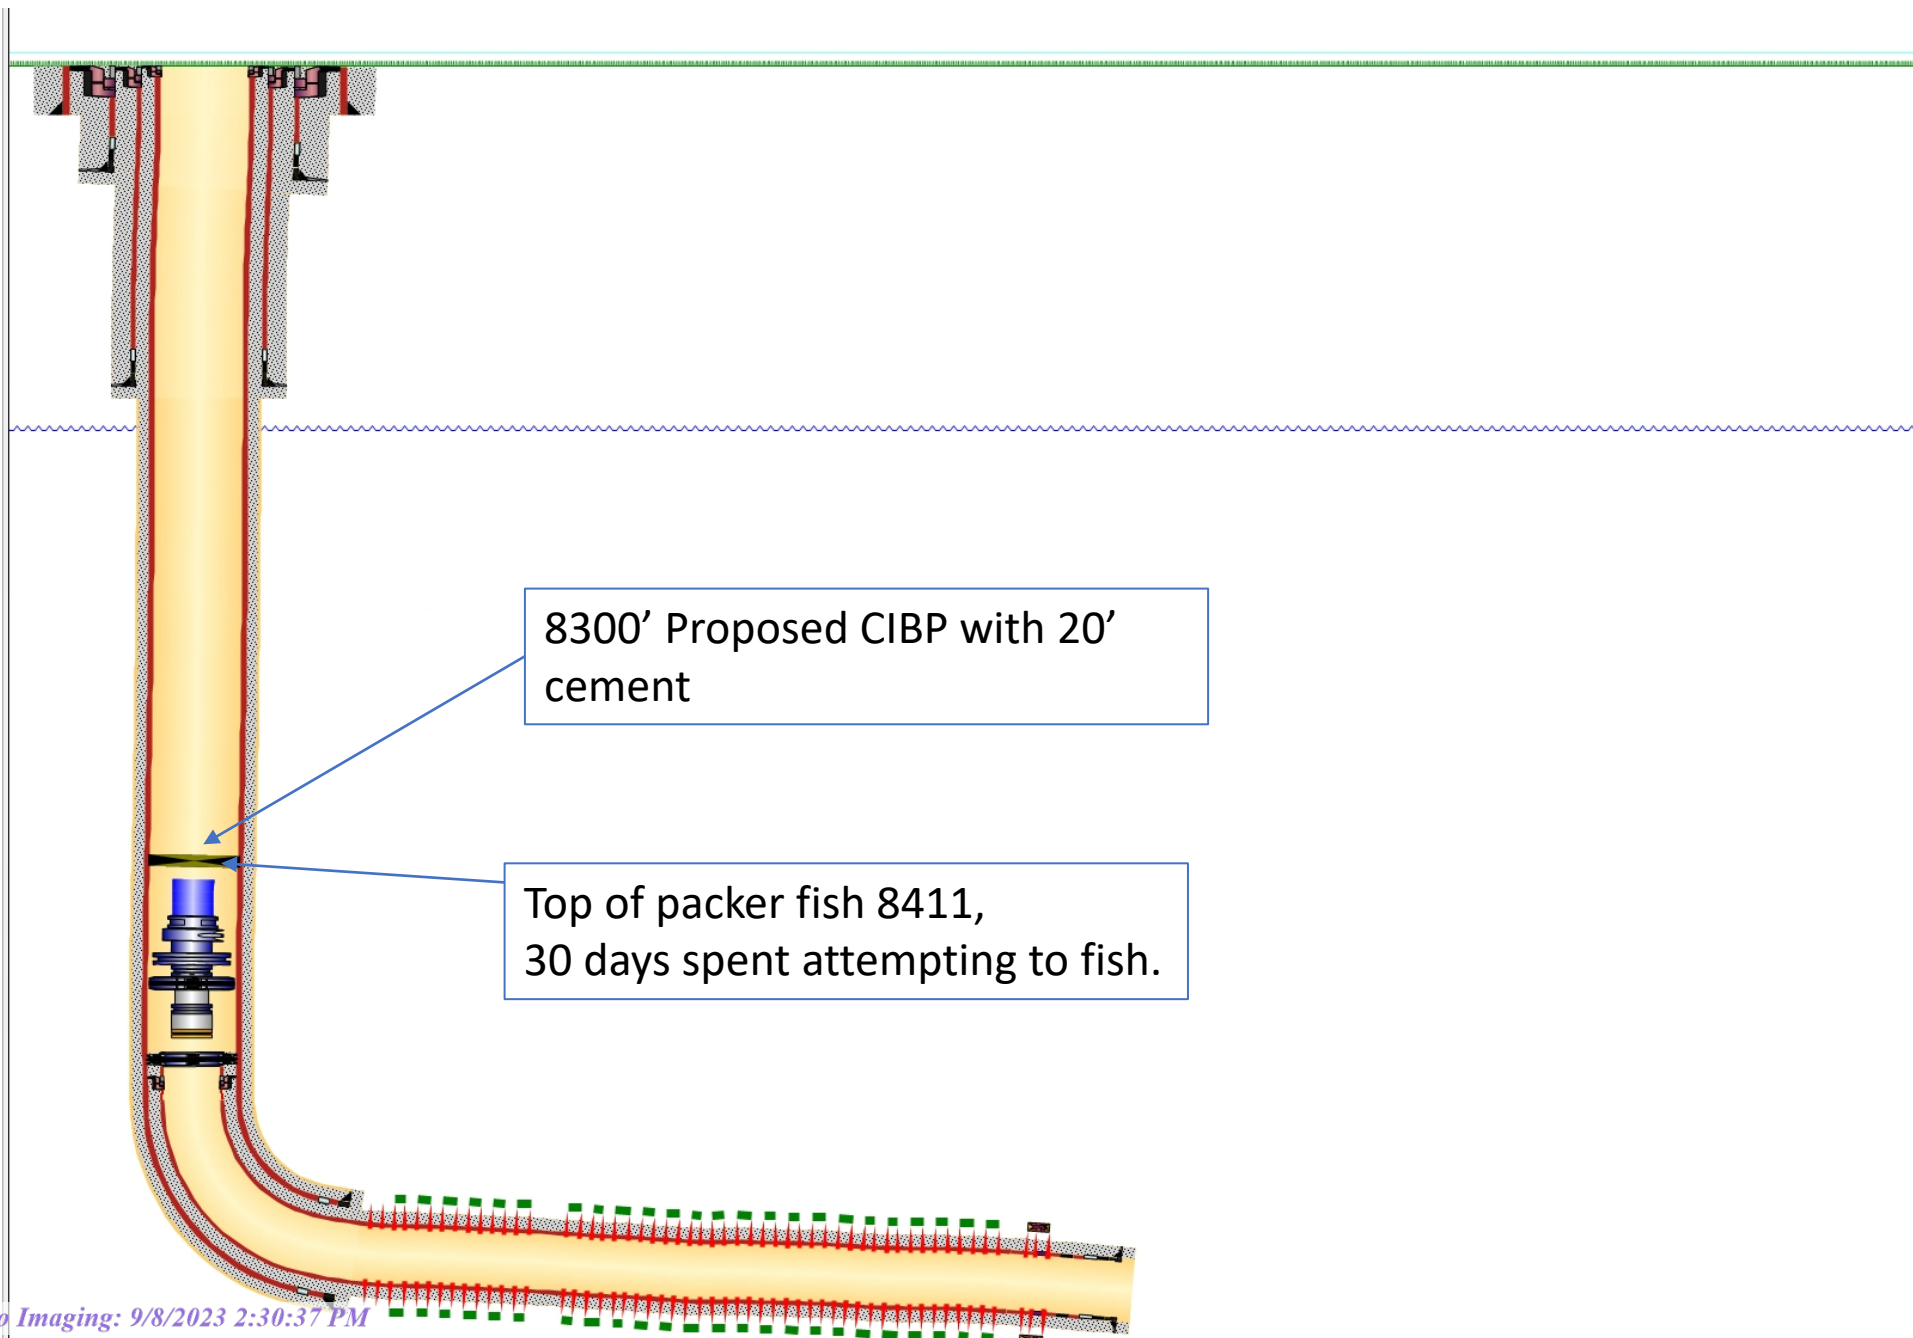 8300’ Proposed CIBP with 20’
cement
Top of packer fish 8411,
30 days spent attempting to fish.
Imaging: 9/8/2023 2:30:37 PM